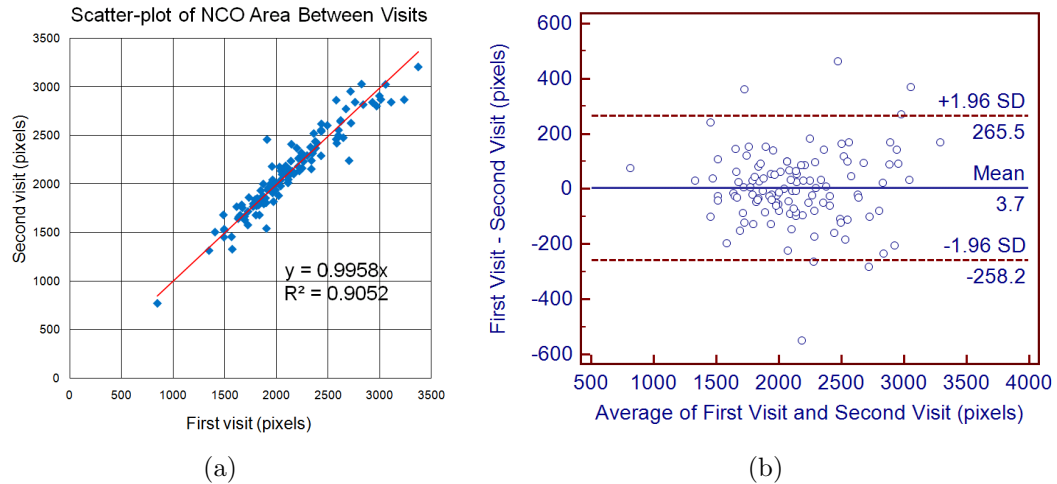 Scatter-plot of NCO Area Between Visits
3500
3000
2500
2000
1500
1000
500
0
Second visit (pixels)
y = 0.9958x
R² = 0.9052
0 500 1000 1500 2000 2500 3000 3500
First visit (pixels)
(a)
600
400
200
0
-200
-400
-600
First Visit - Second Visit (pixels)
+1.96 SD
265.5
Mean
3.7
-1.96 SD
-258.2
500 1000 1500 2000 2500 3000 3500 4000
Average of First Visit and Second Visit (pixels)
(b)